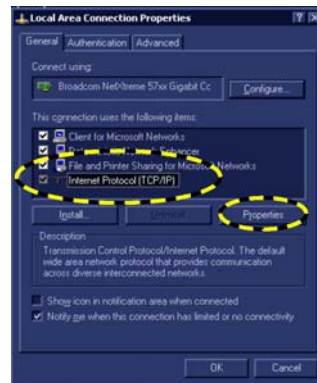 Local Area Connection Properties
General Authentication Advanced
Connect using:
Broadcom NetXtreme 57xx Gigabit Cc Configure...
This connection uses the following items:
Client for Microsoft Networks
Enhancer
File and Printer Sharing for Microsoft Networks
Internet Protocol (TCP/IP)
Install... Uninstall Properties
Description
Transmission Control Protocol/Internet Protocol. The default
wide area network protocol that provides communication
across diverse interconnected networks.
Show icon in notification area when connected
Notify me when this connection has limited or no connectivity
OK Cancel